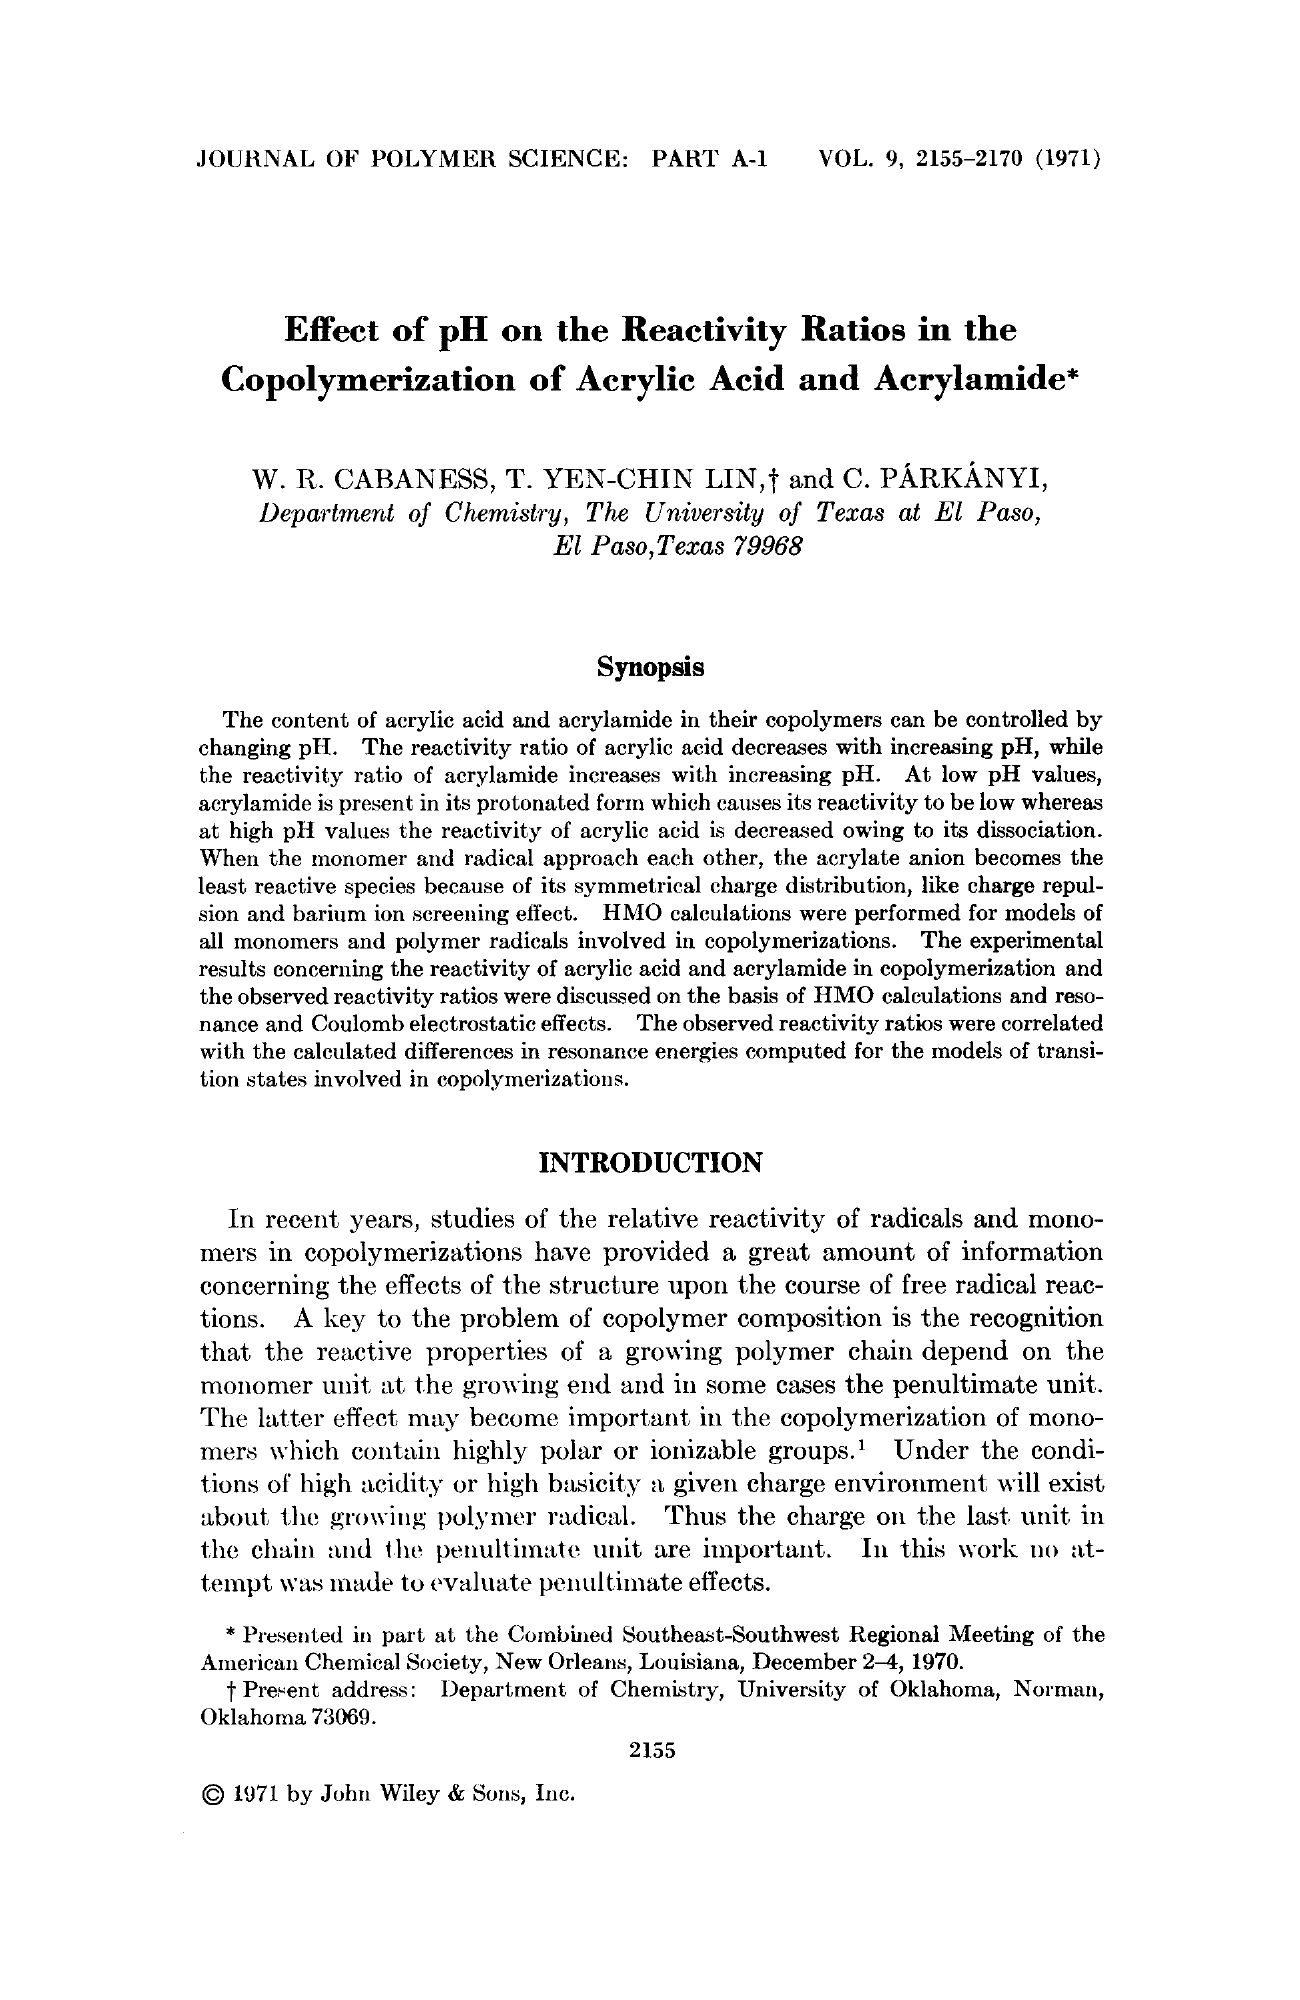 JOURNAL OF POLYMER SCIENCE: PART A-1 VOL. 9, 2155–2170 (1971)
Effect of pH on the Reactivity Ratios in the
Copolymerization of Acrylic Acid and Acrylamide*
W. R. CABANESS, T. YEN-CHIN LIN,† and C. PÁRKÁNYI,
Department of Chemistry, The University of Texas at El Paso,
El Paso, Texas 79968
Synopsis
The content of acrylic acid and acrylamide in their copolymers can be controlled by
changing pH. The reactivity ratio of acrylic acid decreases with increasing pH, while
the reactivity ratio of acrylamide increases with increasing pH. At low pH values,
acrylamide is present in its protonated form which causes its reactivity to be low whereas
at high pH values the reactivity of acrylic acid is decreased owing to its dissociation.
When the monomer and radical approach each other, the acrylate anion becomes the
least reactive species because of its symmetrical charge distribution, like charge repul-
sion and barium ion screening effect. HMO calculations were performed for models of
all monomers and polymer radicals involved in copolymerizations. The experimental
results concerning the reactivity of acrylic acid and acrylamide in copolymerization and
the observed reactivity ratios were discussed on the basis of HMO calculations and reso-
nance and Coulomb electrostatic effects. The observed reactivity ratios were correlated
with the calculated differences in resonance energies computed for the models of transi-
tion states involved in copolymerizations.
INTRODUCTION
In recent years, studies of the relative reactivity of radicals and mono-
mers in copolymerizations have provided a great amount of information
concerning the effects of the structure upon the course of free radical reac-
tions. A key to the problem of copolymer composition is the recognition
that the reactive properties of a growing polymer chain depend on the
monomer unit at the growing end and in some cases the penultimate unit.
The latter effect may become important in the copolymerization of mono-
mers which contain highly polar or ionizable groups.¹ Under the condi-
tions of high acidity or high basicity a given charge environment will exist
about the growing polymer radical. Thus the charge on the last unit in
the chain and the penultimate unit are important. In this work no at-
tempt was made to evaluate penultimate effects.
* Presented in part at the Combined Southeast-Southwest Regional Meeting of the
American Chemical Society, New Orleans, Louisiana, December 2–4, 1970.
† Present address: Department of Chemistry, University of Oklahoma, Norman,
Oklahoma 73069.
2155
© 1971 by John Wiley & Sons, Inc.